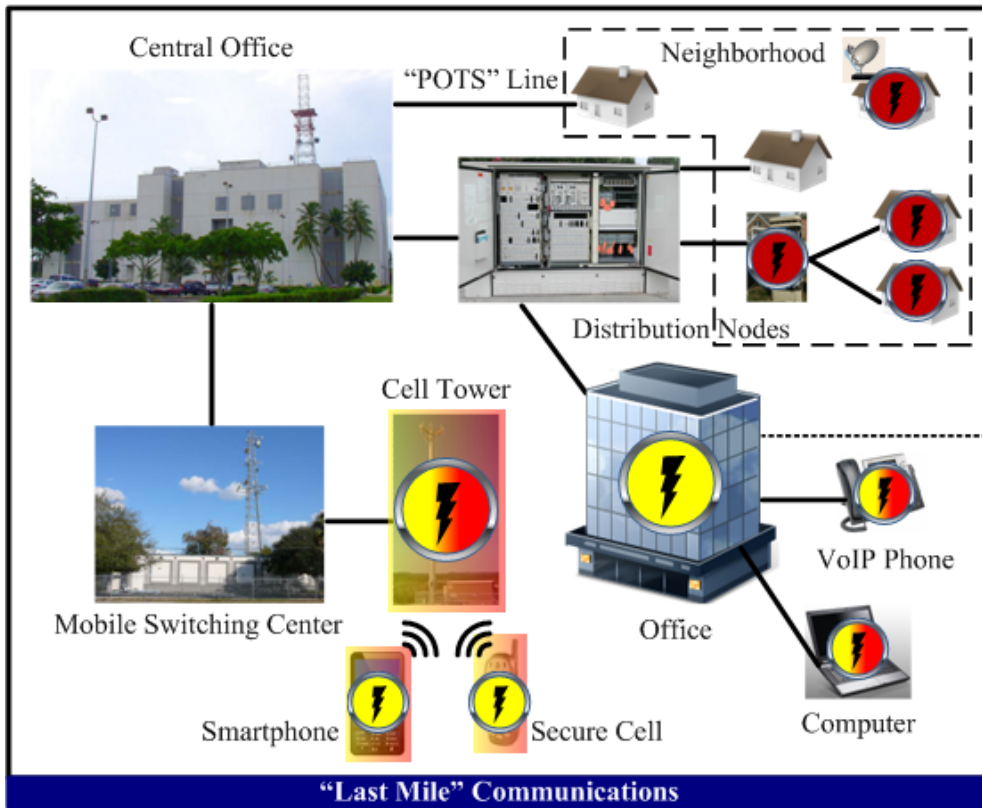 Central Office
Neighborhood
“POTS” Line
Distribution Nodes
Cell Tower
Mobile Switching Center
Office
VoIP Phone
Smartphone
Secure Cell
Computer
“Last Mile” Communications